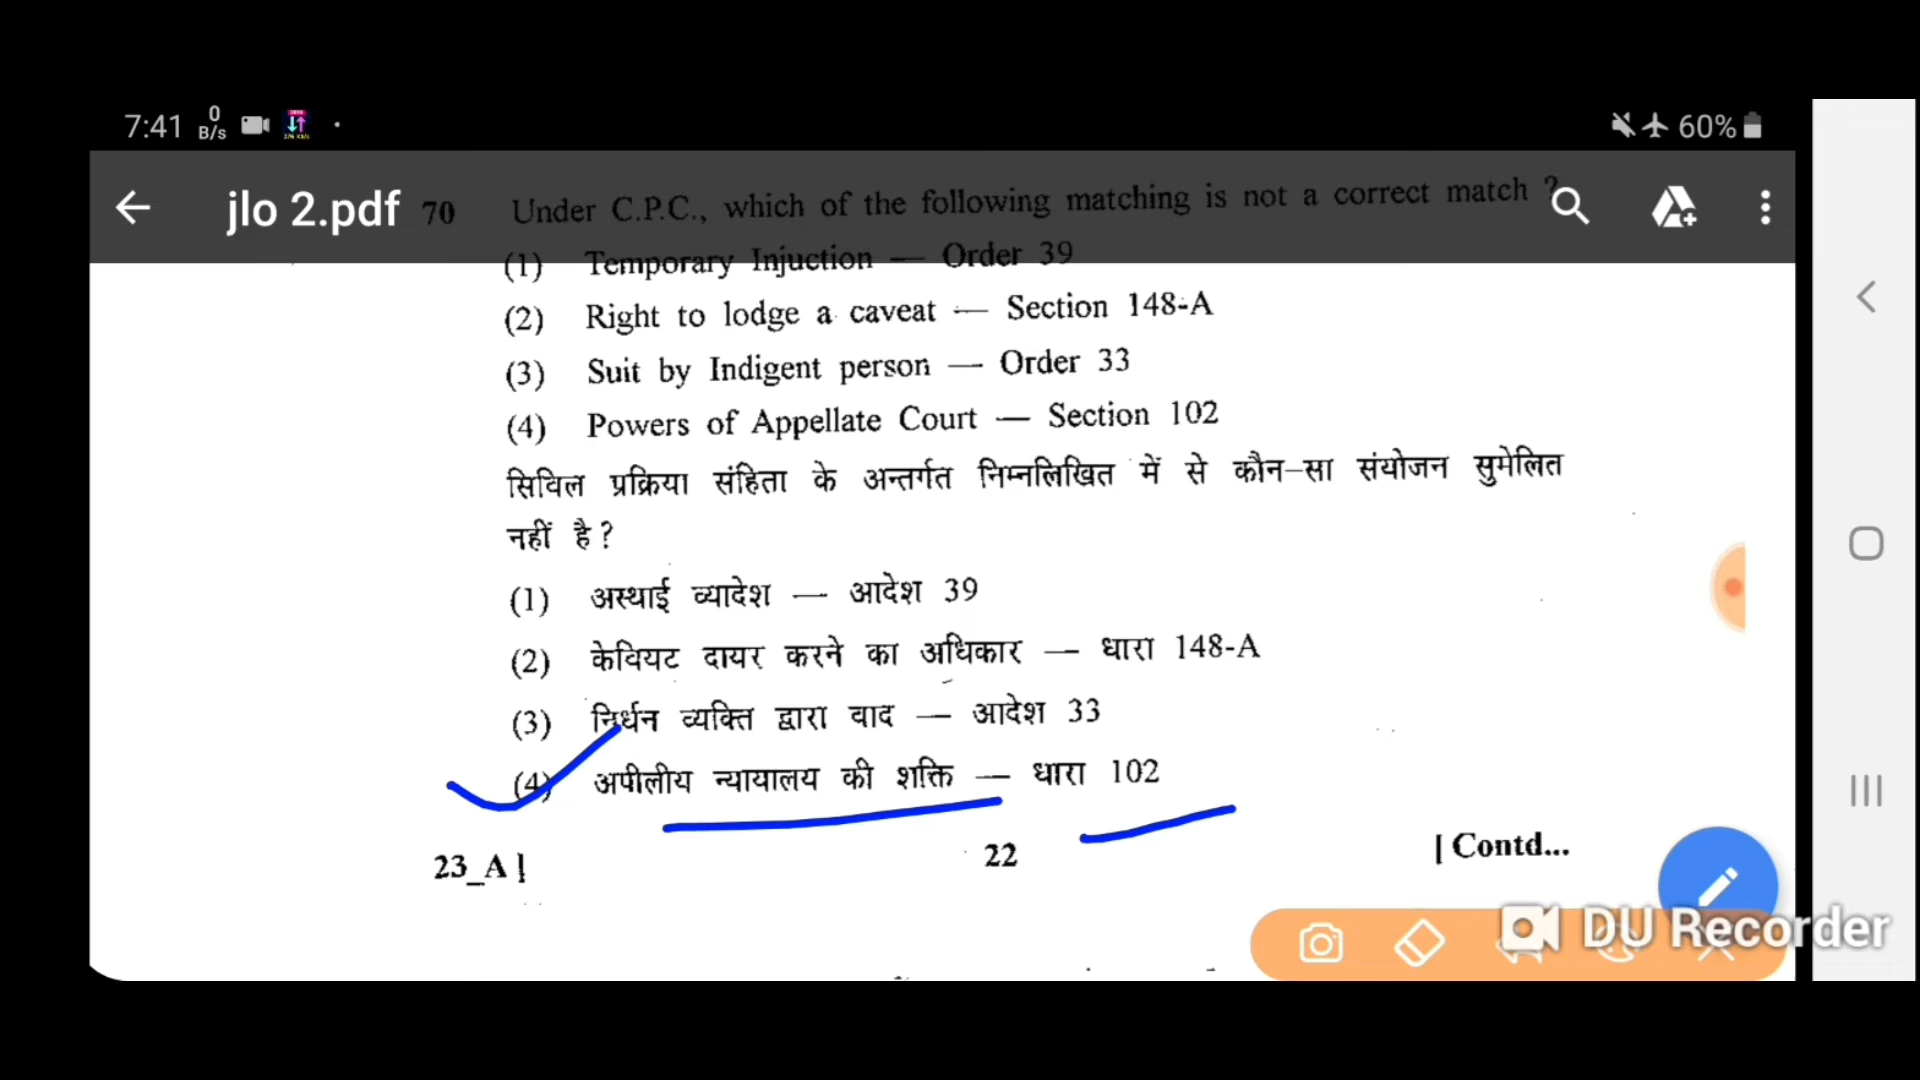 7:41 0 B/s 60%
jlo 2.pdf 70 Under C.P.C., which of the following matching is not a correct match ?
(1) Temporary Injuction — Order 39
(2) Right to lodge a caveat — Section 148-A
(3) Suit by Indigent person — Order 33
(4) Powers of Appellate Court — Section 102
सिविल प्रक्रिया संहिता के अन्तर्गत निम्नलिखित में से कौन-सा संयोजन सुमेलित
नहीं है ?
(1) अस्थाई व्यादेश — आदेश 39
(2) केवियट दायर करने का अधिकार — धारा 148-A
(3) निर्धन व्यक्ति द्वारा वाद — आदेश 33
(4) अपीलीय न्यायालय की शक्ति — धारा 102
23_A ] 22 [ Contd...
DU Recorder